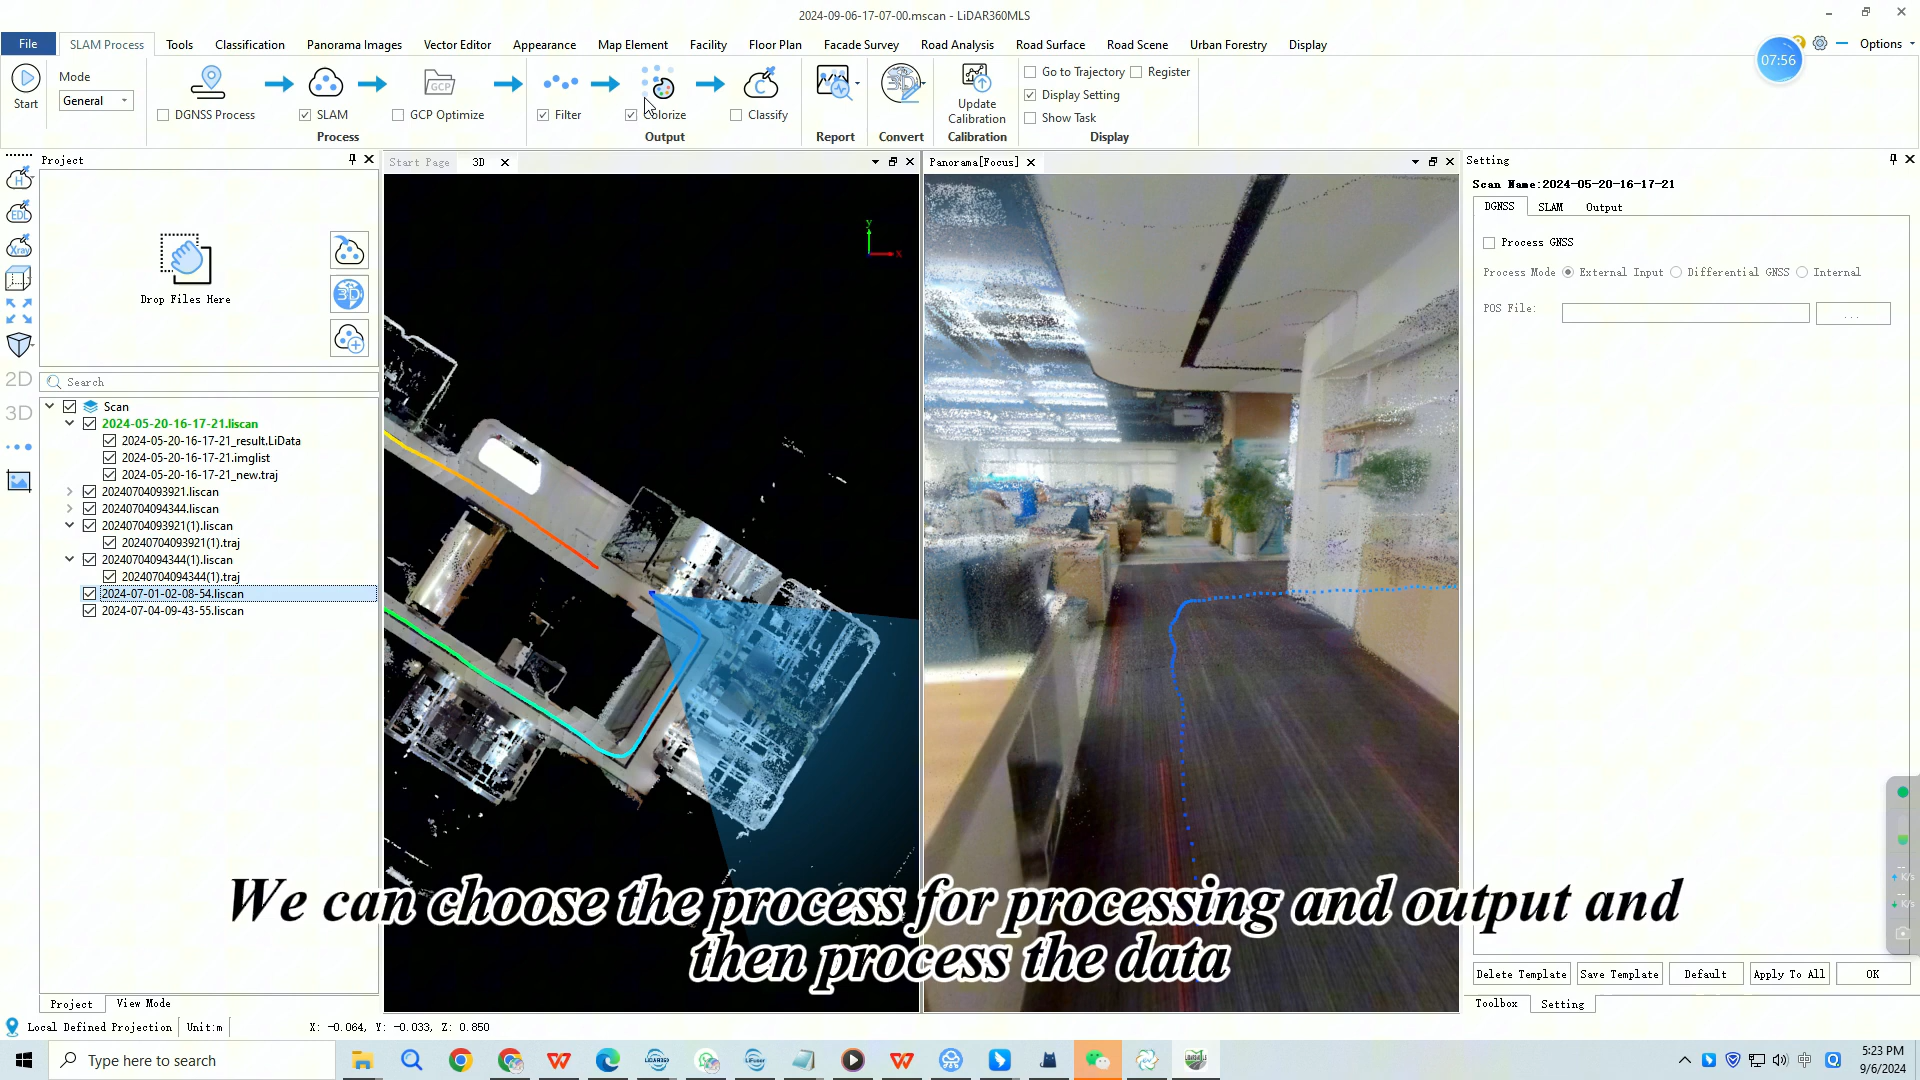 2024-09-06-17-07-00.mscan - LiDAR360MLS
File SLAM Process Tools Classification Panorama Images Vector Editor Appearance Map Element Facility Floor Plan Facade Survey Road Analysis Road Surface Road Scene Urban Forestry Display Options
07:56
Start
Mode
General
DGNSS Process SLAM GCP Optimize
GCP
Process
Filter Colorize Classify
Output
Report
Convert
Update
Calibration
Calibration
Go to Trajectory Register
Display Setting
Show Task
Display
Project
Drop Files Here
Search
H
EDL
Xray
2D
3D
3D
Scan
2024-05-20-16-17-21.liscan
2024-05-20-16-17-21_result.LiData
2024-05-20-16-17-21.imglist
2024-05-20-16-17-21_new.traj
20240704093921.liscan
20240704094344.liscan
20240704093921(1).liscan
20240704093921(1).traj
20240704094344(1).liscan
20240704094344(1).traj
2024-07-01-02-08-54.liscan
2024-07-04-09-43-55.liscan
Project View Mode
Start Page 3D
Y
X
Panorama[Focus]
Setting
Scan Name:2024-05-20-16-17-21
DGNSS SLAM Output
Process GNSS
Process Mode External Input Differential GNSS Internal
POS File: ...
K/s
K/s
We can choose the process for processing and output and
then process the data
Delete Template Save Template Default Apply To All OK
Toolbox Setting
Local Defined Projection Unit:m X: -0.064, Y: -0.033, Z: 0.850
Type here to search
中
5:23 PM
9/6/2024